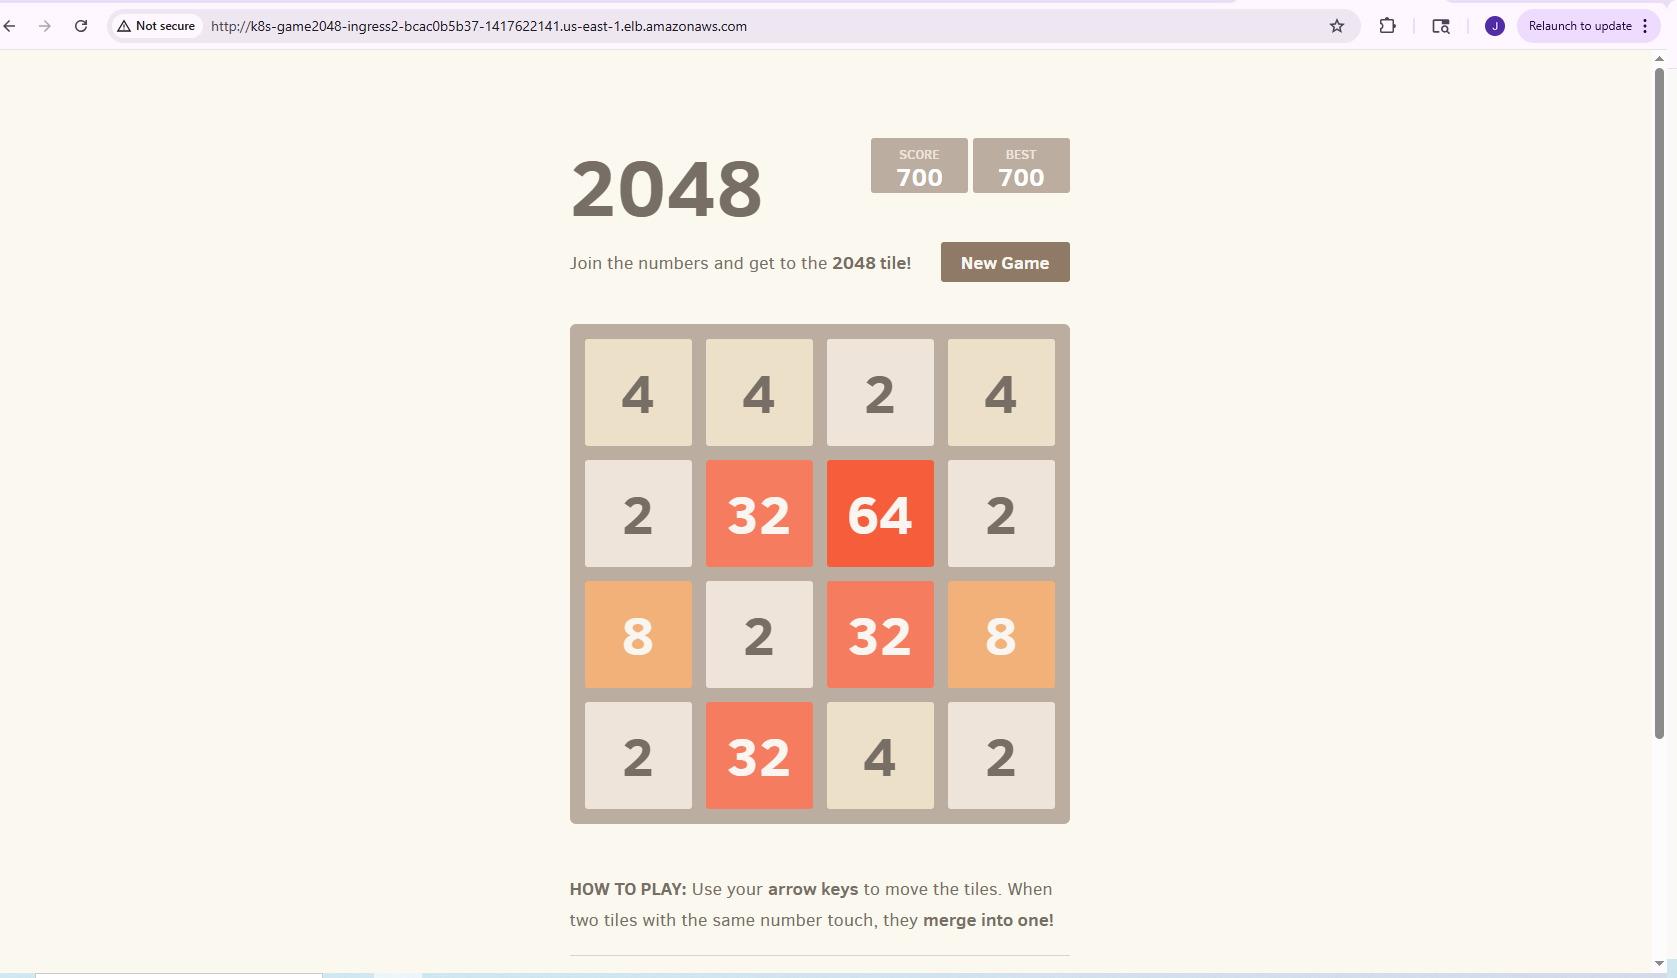 Not secure http://k8s-game2048-ingress2-bcac0b5b37-1417622141.us-east-1.elb.amazonaws.com J Relaunch to update
2048
SCORE BEST
700 700
Join the numbers and get to the 2048 tile! New Game
4 4 2 4
2 32 64 2
8 2 32 8
2 32 4 2
HOW TO PLAY: Use your arrow keys to move the tiles. When
two tiles with the same number touch, they merge into one!